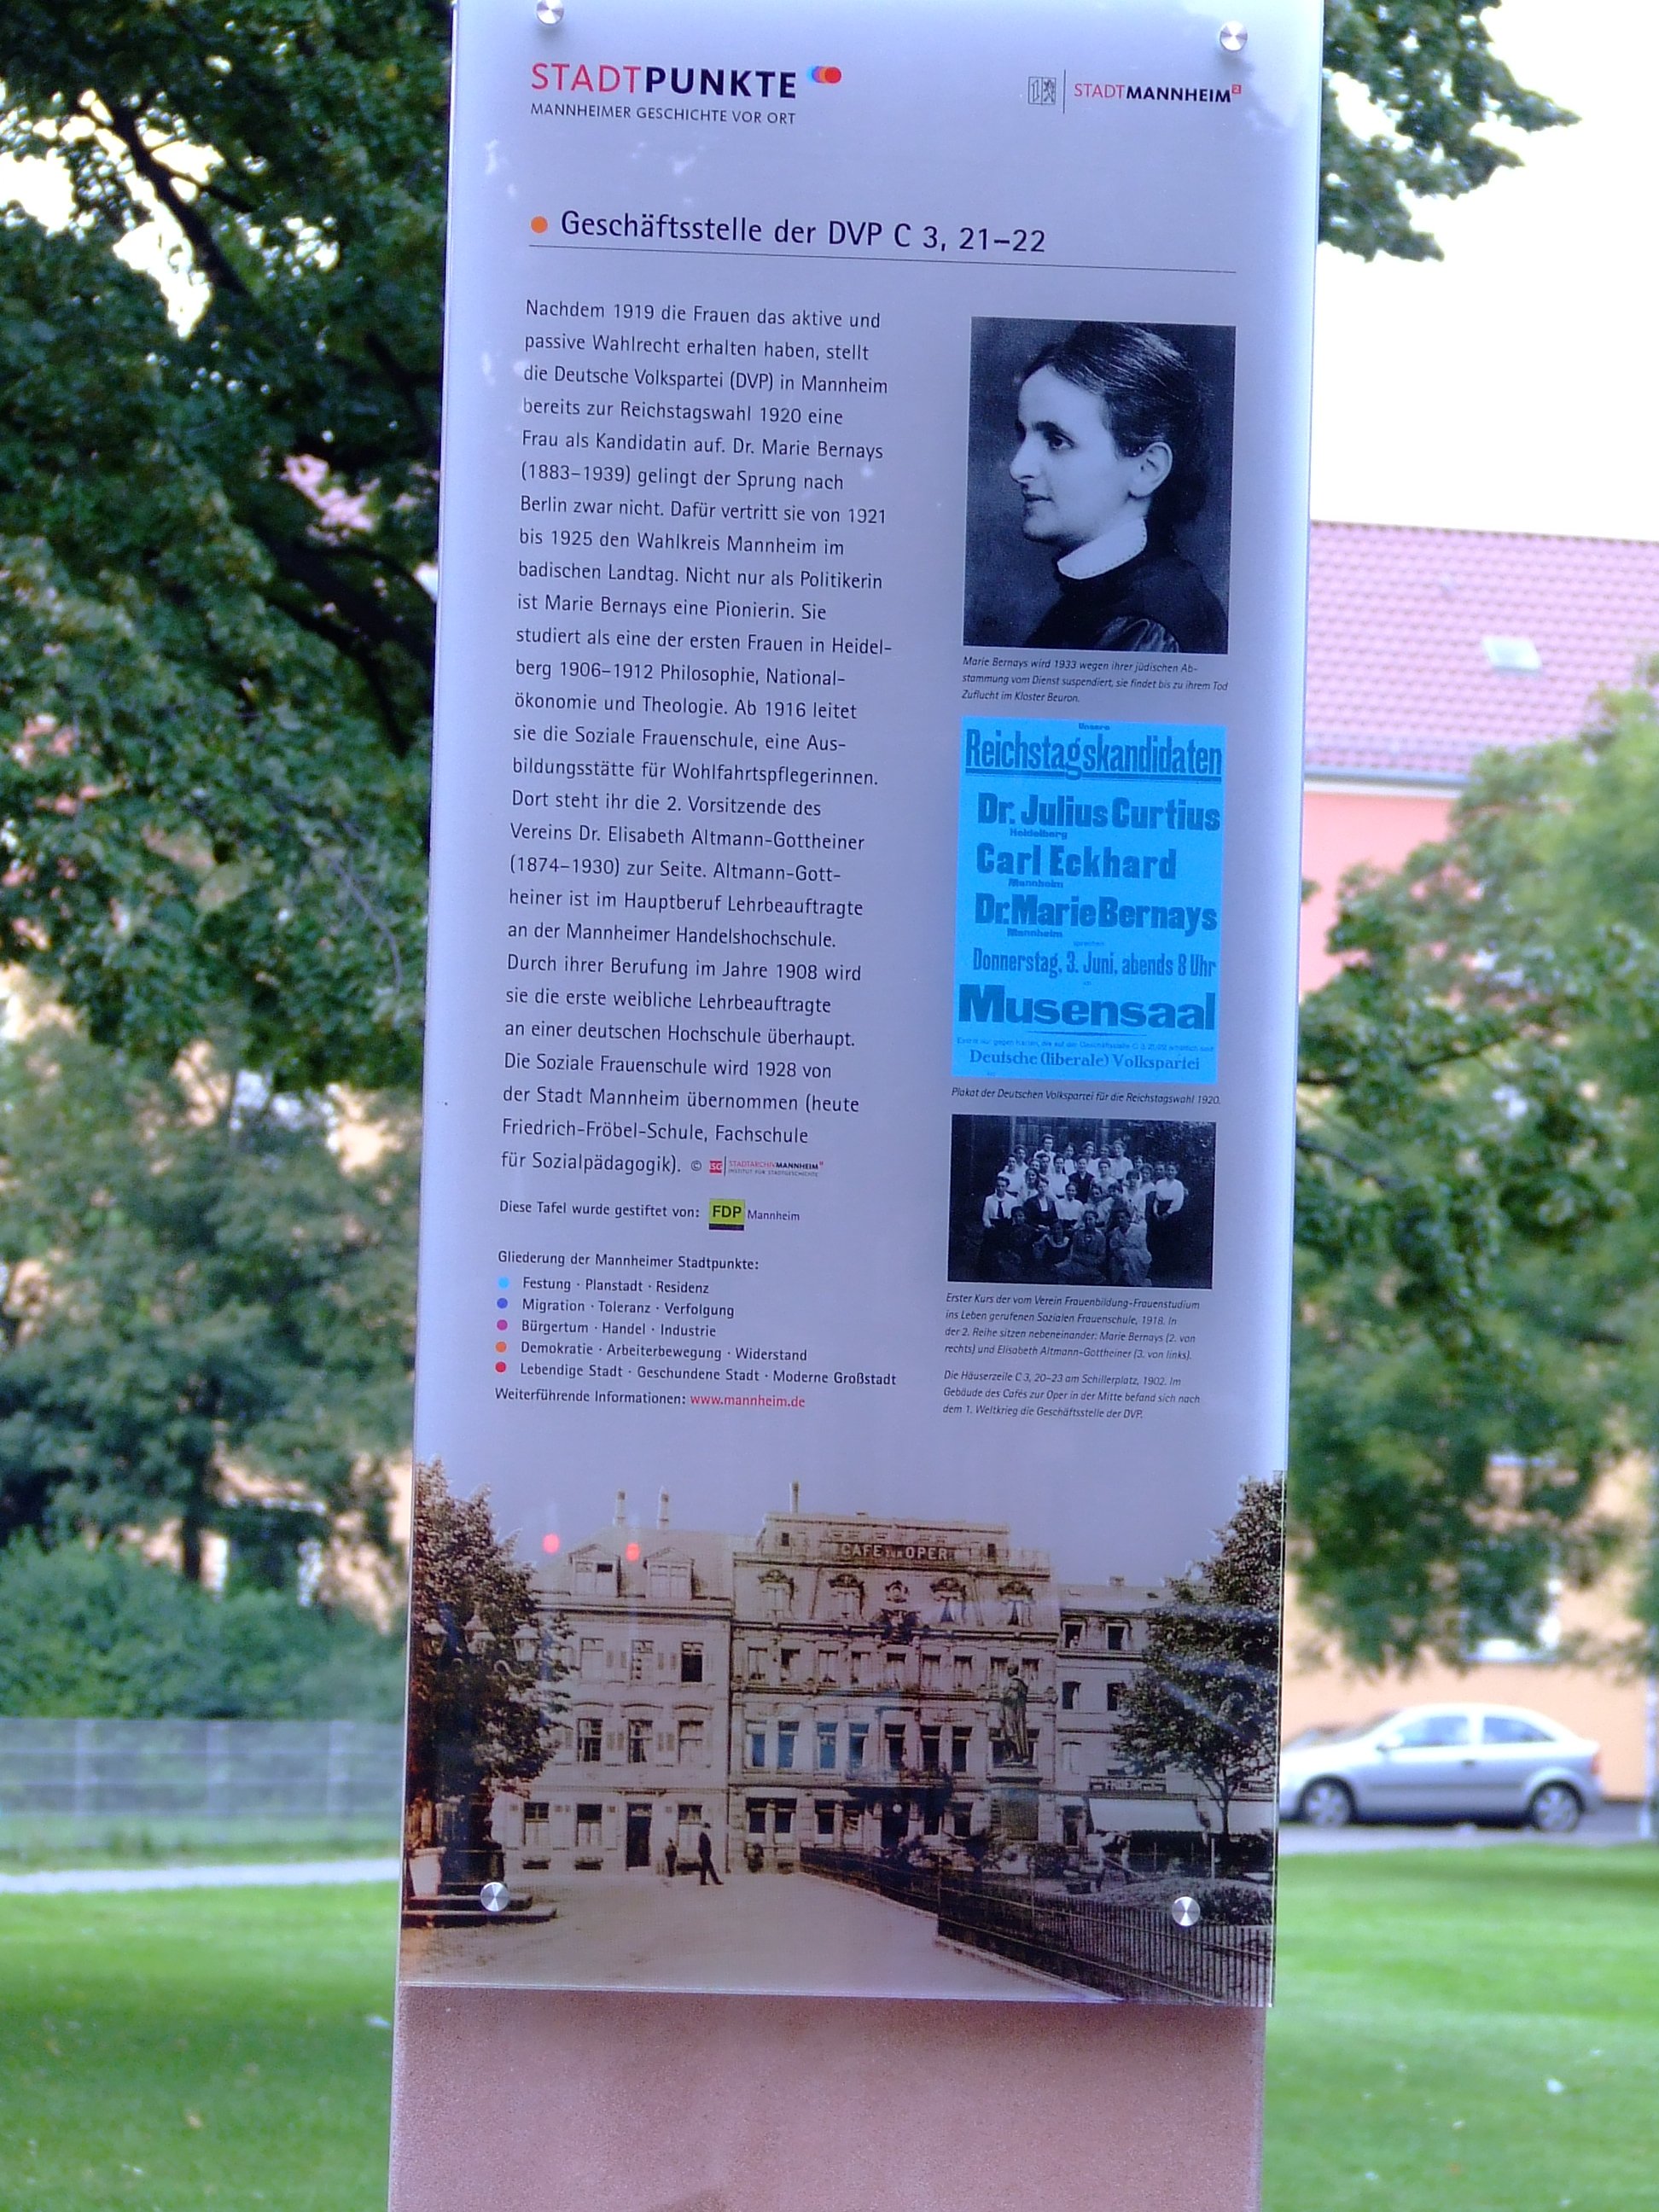 STADTPUNKTE
MANNHEIMER GESCHICHTE VOR ORT
STADTMANNHEIM²
Geschäftsstelle der DVP C 3, 21–22
Nachdem 1919 die Frauen das aktive und
passive Wahlrecht erhalten haben, stellt
die Deutsche Volkspartei (DVP) in Mannheim
bereits zur Reichstagswahl 1920 eine
Frau als Kandidatin auf. Dr. Marie Bernays
(1883–1939) gelingt der Sprung nach
Berlin zwar nicht. Dafür vertritt sie von 1921
bis 1925 den Wahlkreis Mannheim im
badischen Landtag. Nicht nur als Politikerin
ist Marie Bernays eine Pionierin. Sie
studiert als eine der ersten Frauen in Heidel-
berg 1906–1912 Philosophie, National-
ökonomie und Theologie. Ab 1916 leitet
sie die Soziale Frauenschule, eine Aus-
bildungsstätte für Wohlfahrtspflegerinnen.
Dort steht ihr die 2. Vorsitzende des
Vereins Dr. Elisabeth Altmann-Gottheiner
(1874–1930) zur Seite. Altmann-Gott-
heiner ist im Hauptberuf Lehrbeauftragte
an der Mannheimer Handelshochschule.
Durch ihrer Berufung im Jahre 1908 wird
sie die erste weibliche Lehrbeauftragte
an einer deutschen Hochschule überhaupt.
Die Soziale Frauenschule wird 1928 von
der Stadt Mannheim übernommen (heute
Friedrich-Fröbel-Schule, Fachschule
für Sozialpädagogik). © ISG STADTARCHIVMANNHEIM
INSTITUT FÜR STADTGESCHICHTE
Diese Tafel wurde gestiftet von: FDP Mannheim
Gliederung der Mannheimer Stadtpunkte:
Festung · Planstadt · Residenz
Migration · Toleranz · Verfolgung
Bürgertum · Handel · Industrie
Demokratie · Arbeiterbewegung · Widerstand
Lebendige Stadt · Geschundene Stadt · Moderne Großstadt
Weiterführende Informationen: www.mannheim.de
Marie Bernays wird 1933 wegen ihrer jüdischen Ab-
stammung vom Dienst suspendiert, sie findet bis zu ihrem Tod
Zuflucht im Kloster Beuron.
Unsere
Reichstagskandidaten
Dr. Julius Curtius
Heidelberg
Carl Eckhard
Mannheim
Dr. Marie Bernays
Mannheim
sprechen
Donnerstag, 3. Juni, abends 8 Uhr
Musensaal
Deutsche (liberale) Volkspartei
Plakat der Deutschen Volkspartei für die Reichstagswahl 1920.
Erster Kurs der vom Verein Frauenbildung-Frauenstudium
ins Leben gerufenen Sozialen Frauenschule, 1918. In
der 2. Reihe sitzen nebeneinander: Marie Bernays (2. von
rechts) und Elisabeth Altmann-Gottheiner (3. von links).
Die Häuserzeile C 3, 20–23 am Schillerplatz, 1902. Im
Gebäude des Cafés zur Oper in der Mitte befand sich nach
dem 1. Weltkrieg die Geschäftsstelle der DVP.
CAFE ZUR OPER